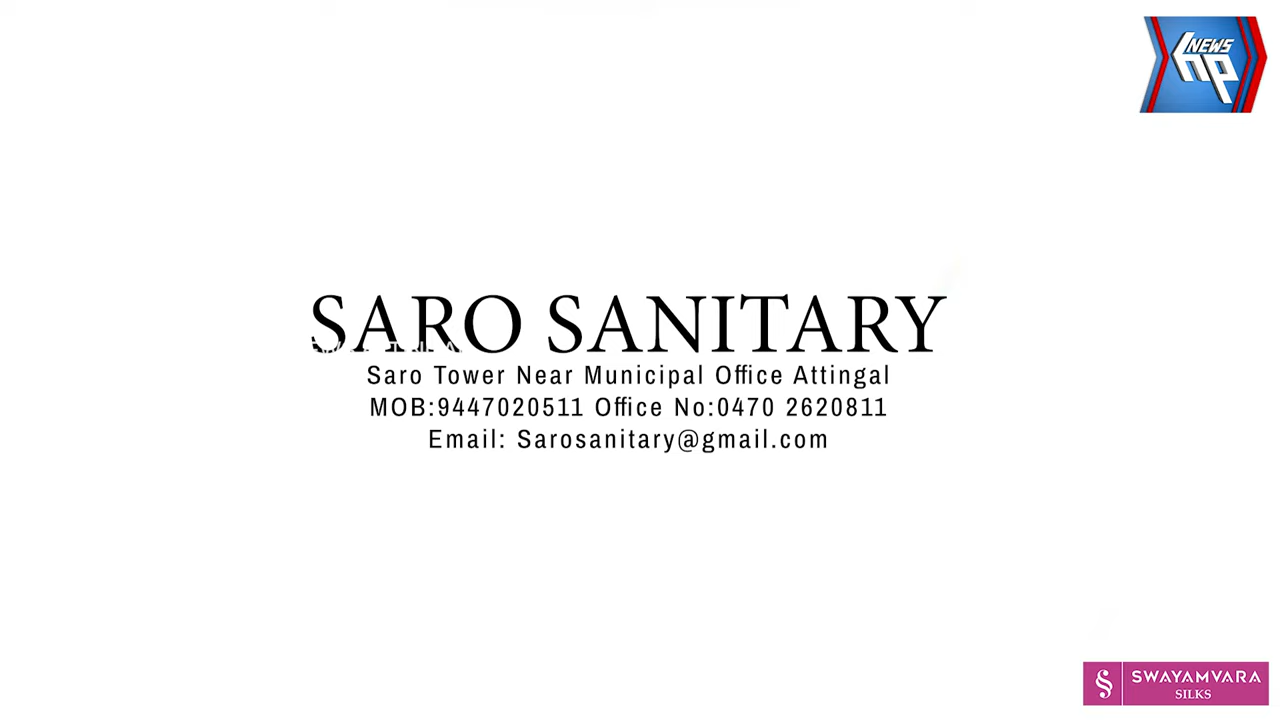 NEWS
hp
SARO SANITARY
Saro Tower Near Municipal Office Attingal
MOB:9447020511 Office No:0470 2620811
Email: Sarosanitary@gmail.com
SWAYAMVARA
SILKS